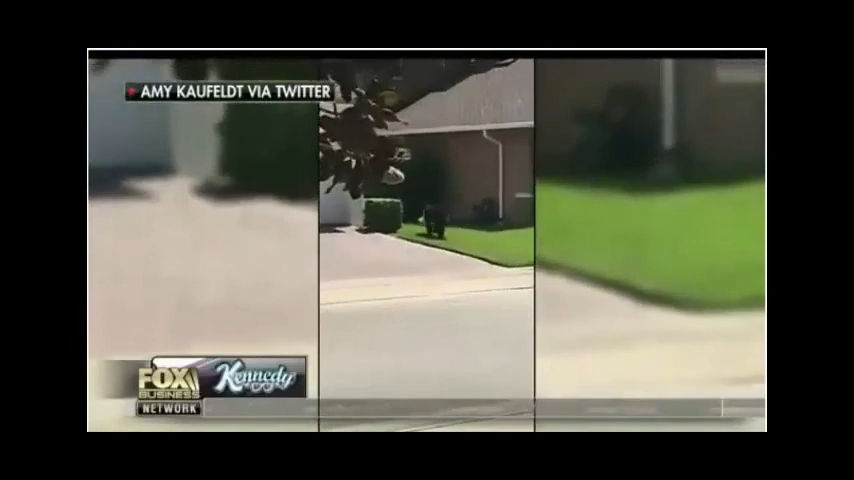 AMY KAUFELDT VIA TWITTER
FOX
BUSINESS
NETWORK
Kennedy